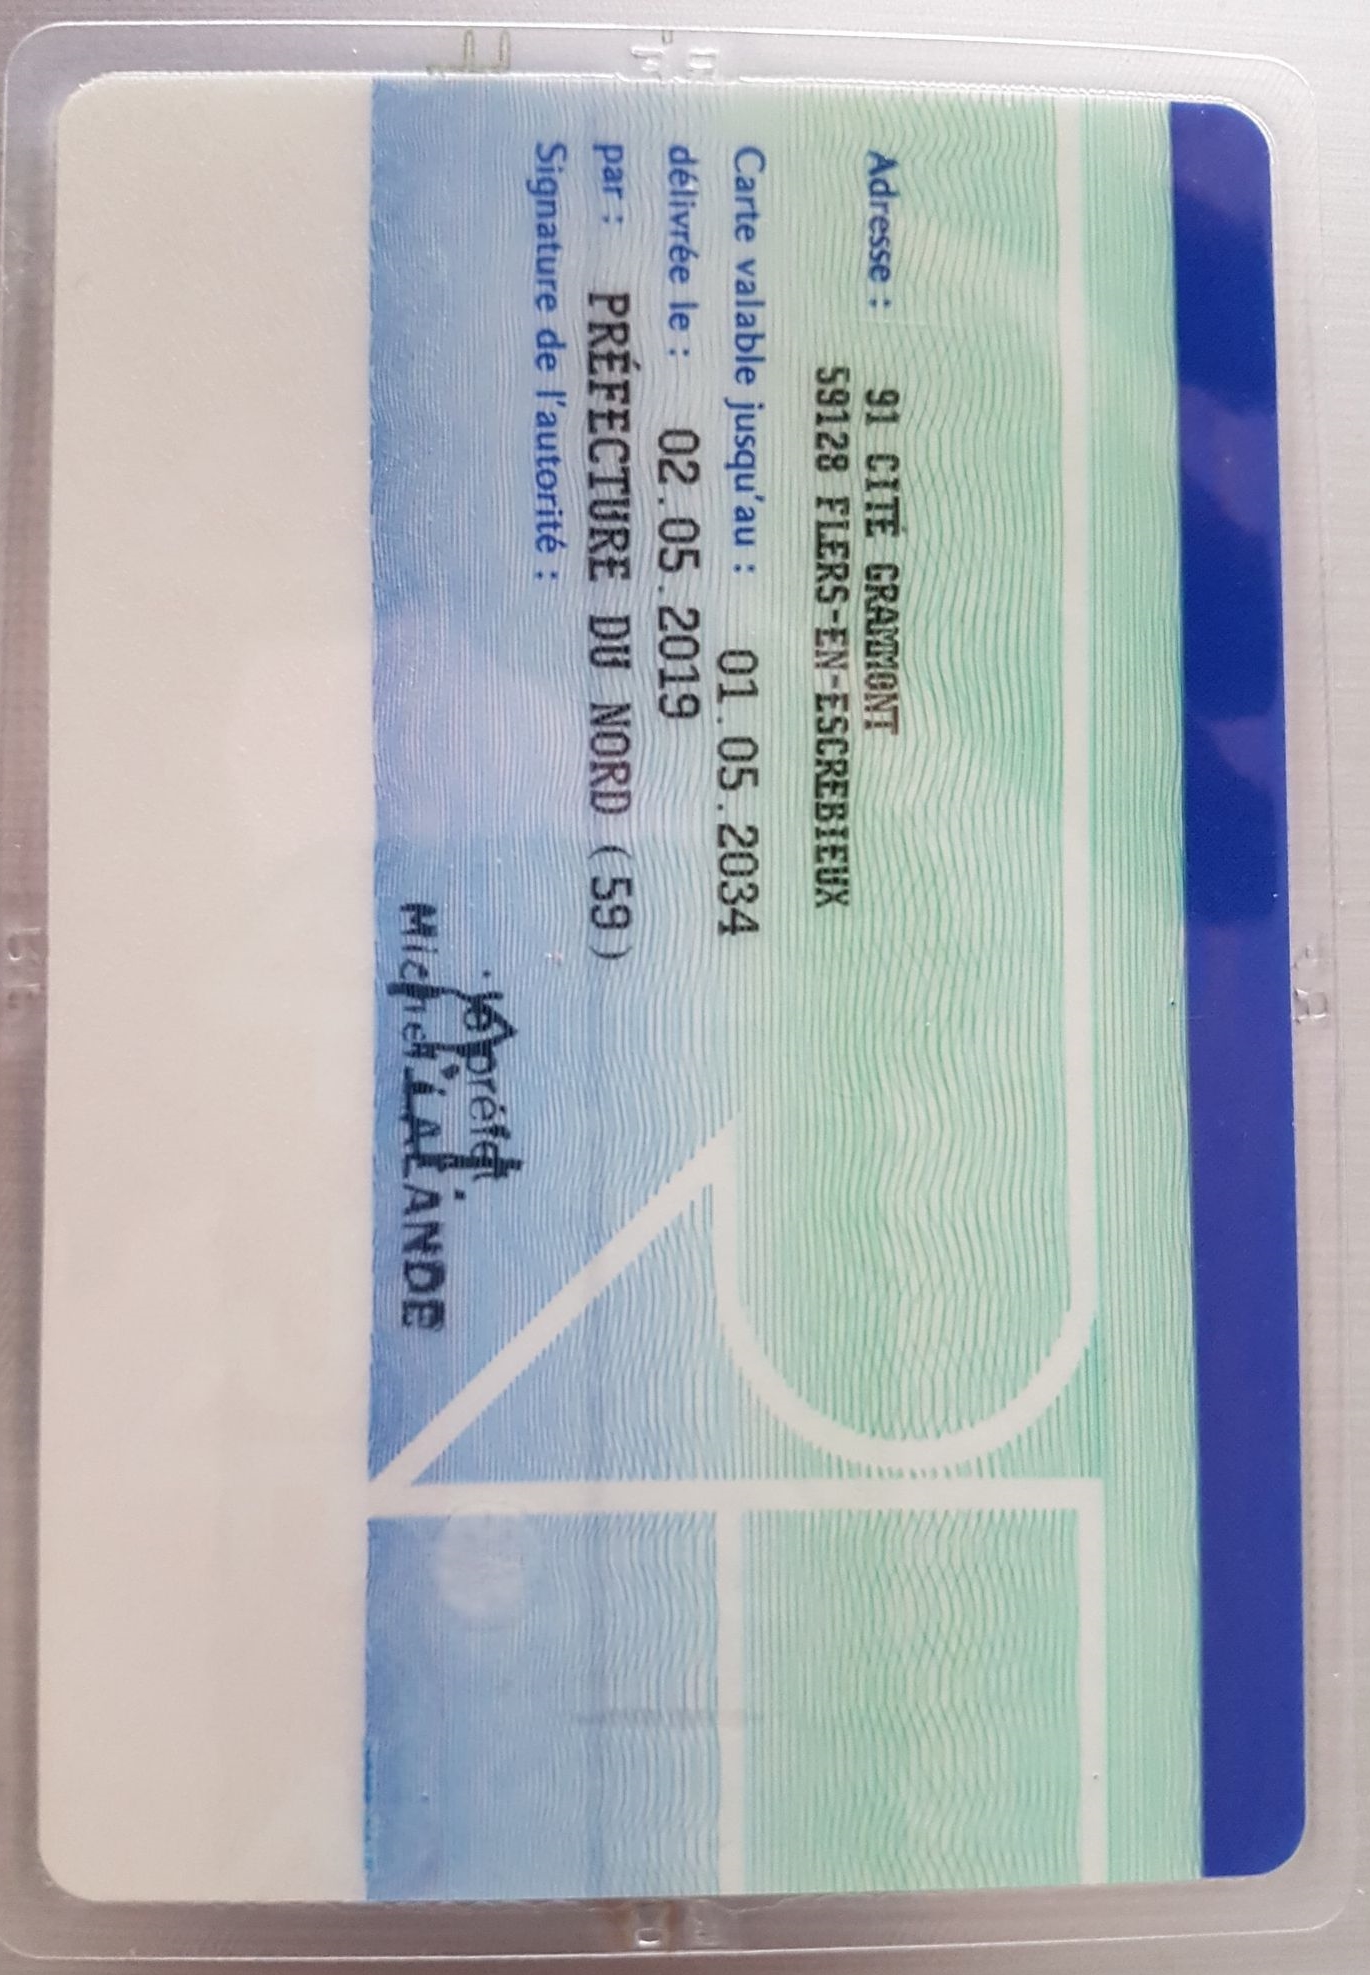 Adresse : 91 CITÉ GRAMMONT
59128 FLERS-EN-ESCREBIEUX
Carte valable jusqu'au : 01.05.2034
délivrée le : 02.05.2019
par : PRÉFECTURE DU NORD (59)
Signature de l'autorité :
le préfet
Michel LALANDE